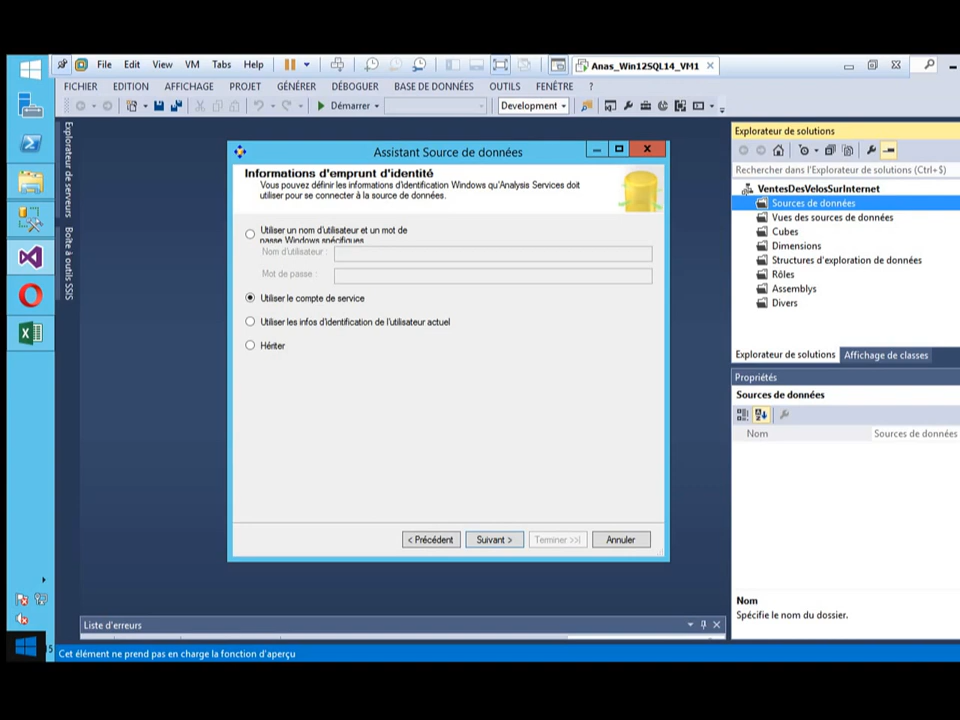 File Edit View VM Tabs Help
Anas_Win12SQL14_VM1
FICHIER EDITION AFFICHAGE PROJET GÉNÉRER DÉBOGUER BASE DE DONNÉES OUTILS FENÊTRE ?
Démarrer Development
Explorateur de serveurs
Boîte à outils SSIS
Assistant Source de données
Informations d'emprunt d'identité
Vous pouvez définir les informations d'identification Windows qu'Analysis Services doit
utiliser pour se connecter à la source de données.
Utiliser un nom d'utilisateur et un mot de
passe Windows spécifiques
Nom d'utilisateur :
Mot de passe :
Utiliser le compte de service
Utiliser les infos d'identification de l'utilisateur actuel
Hériter
< Précédent Suivant > Terminer >>| Annuler
Explorateur de solutions
Rechercher dans l'Explorateur de solutions (Ctrl+$)
VentesDesVelosSurInternet
Sources de données
Vues des sources de données
Cubes
Dimensions
Structures d'exploration de données
Rôles
Assemblys
Divers
Explorateur de solutions Affichage de classes
Propriétés
Sources de données
Nom Sources de données
Nom
Spécifie le nom du dossier.
Liste d'erreurs
Cet élément ne prend pas en charge la fonction d'aperçu